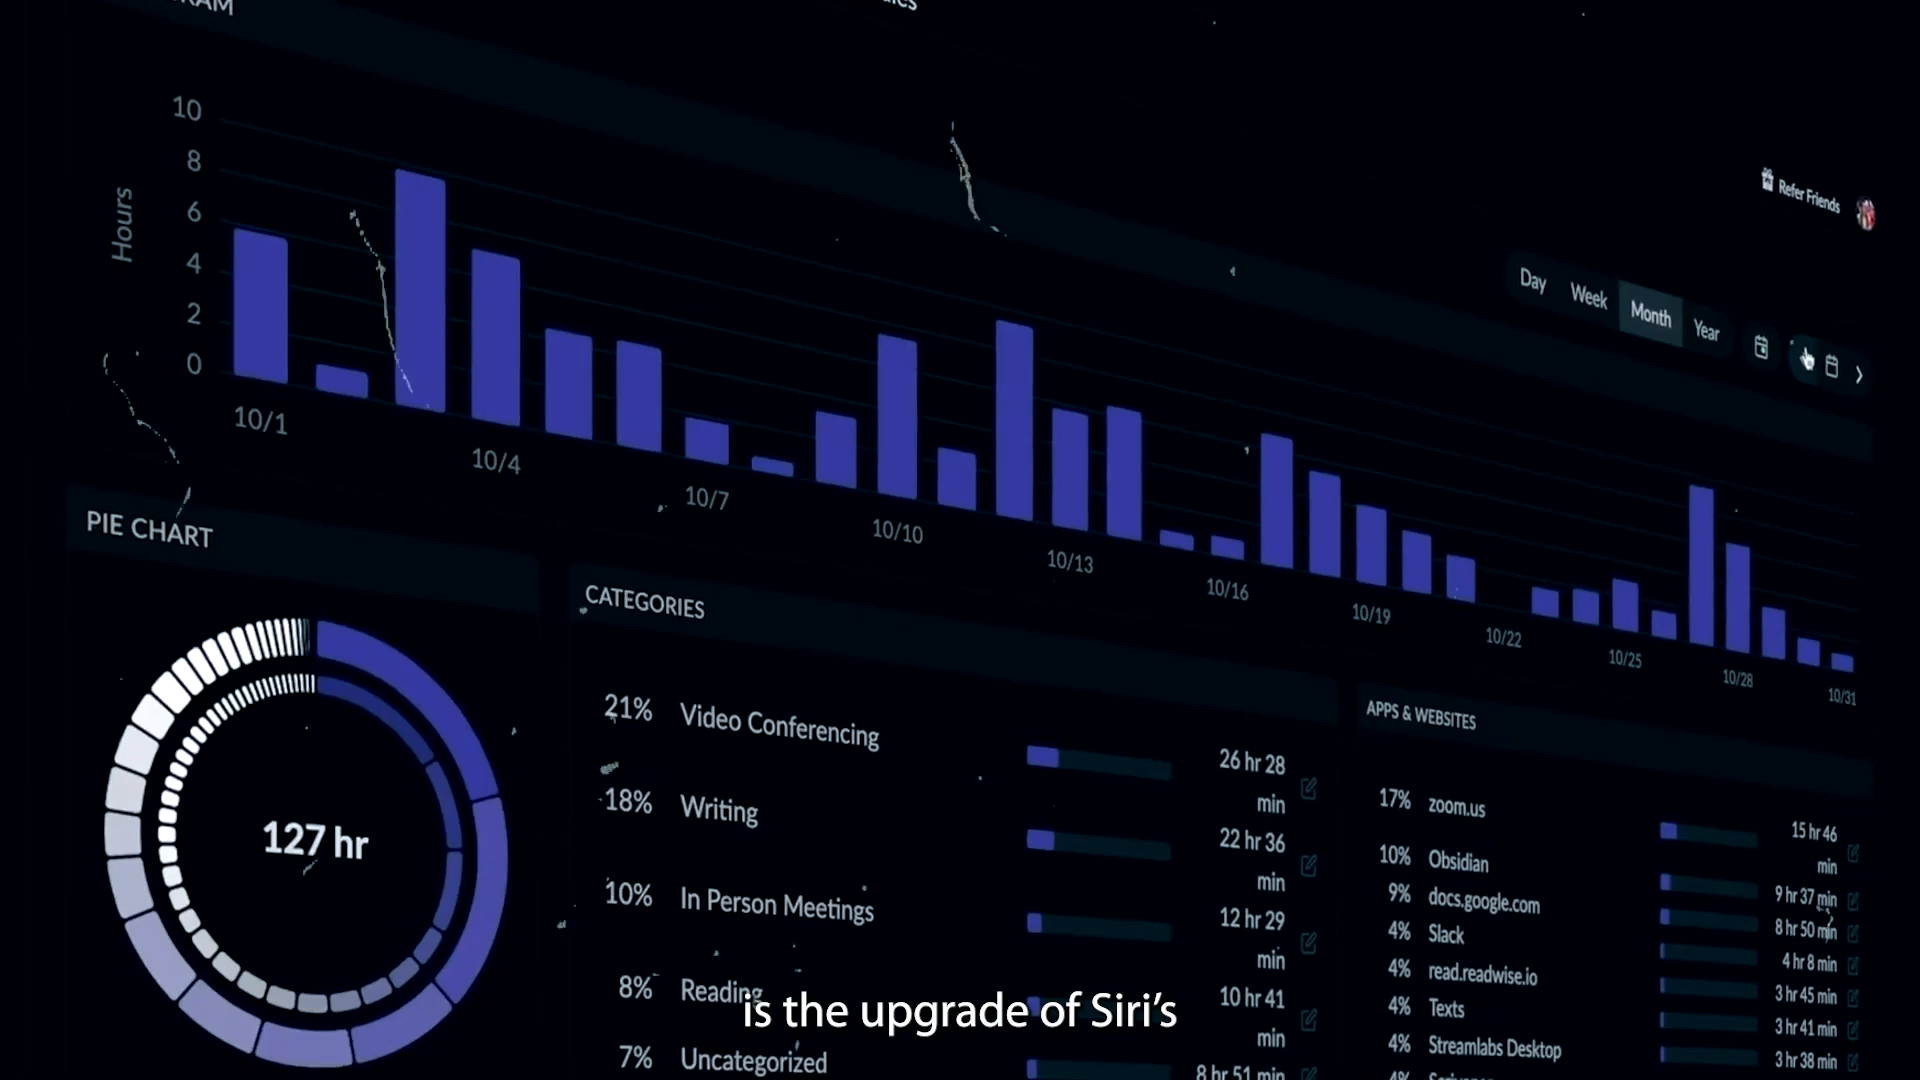 Refer Friends
Day Week Month Year
Hours
10
8
6
4
2
0
10/1
10/4
10/7
10/10
10/13
10/16
10/19
10/22
10/25
10/28
10/31
PIE CHART
127 hr
CATEGORIES
21% Video Conferencing 26 hr 28 min
18% Writing 22 hr 36 min
10% In Person Meetings 12 hr 29 min
8% Reading 10 hr 41 min
7% Uncategorized 8 hr 51 min
APPS & WEBSITES
17% zoom.us 15 hr 46 min
10% Obsidian 9 hr 37 min
9% docs.google.com 8 hr 50 min
4% Slack 4 hr 8 min
4% read.readwise.io 3 hr 45 min
4% Texts 3 hr 41 min
4% Streamlabs Desktop 3 hr 38 min
is the upgrade of Siri's